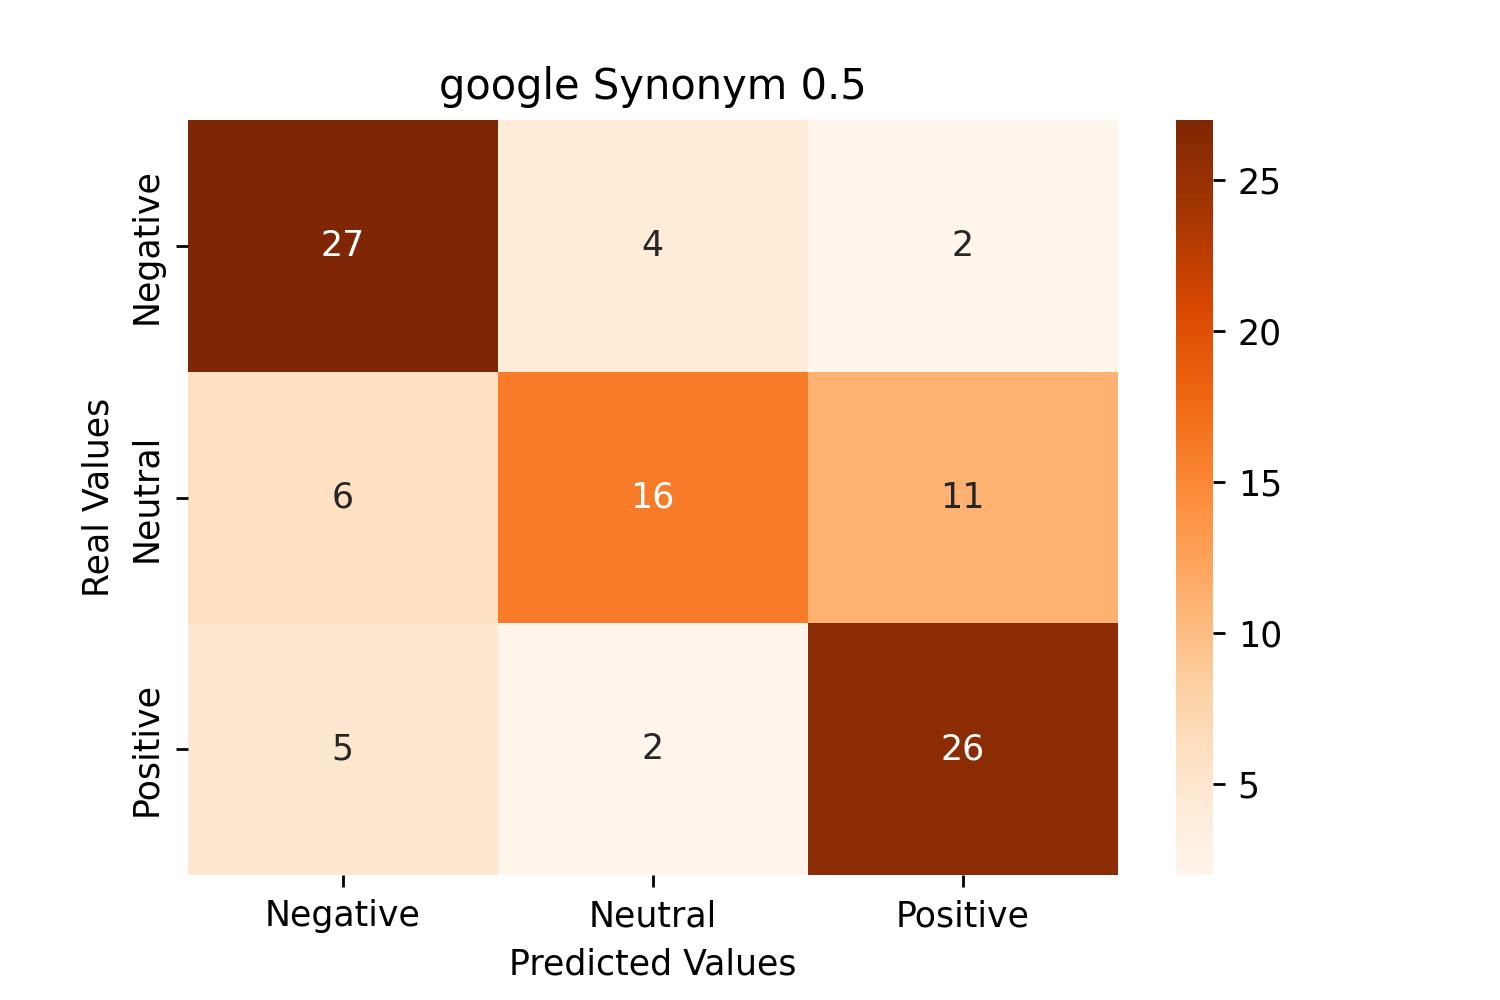 google Synonym 0.5
Negative
27
4
2
Real Values
Neutral
6
16
11
Positive
5
2
26
Negative
Neutral
Positive
Predicted Values
25
20
15
10
5